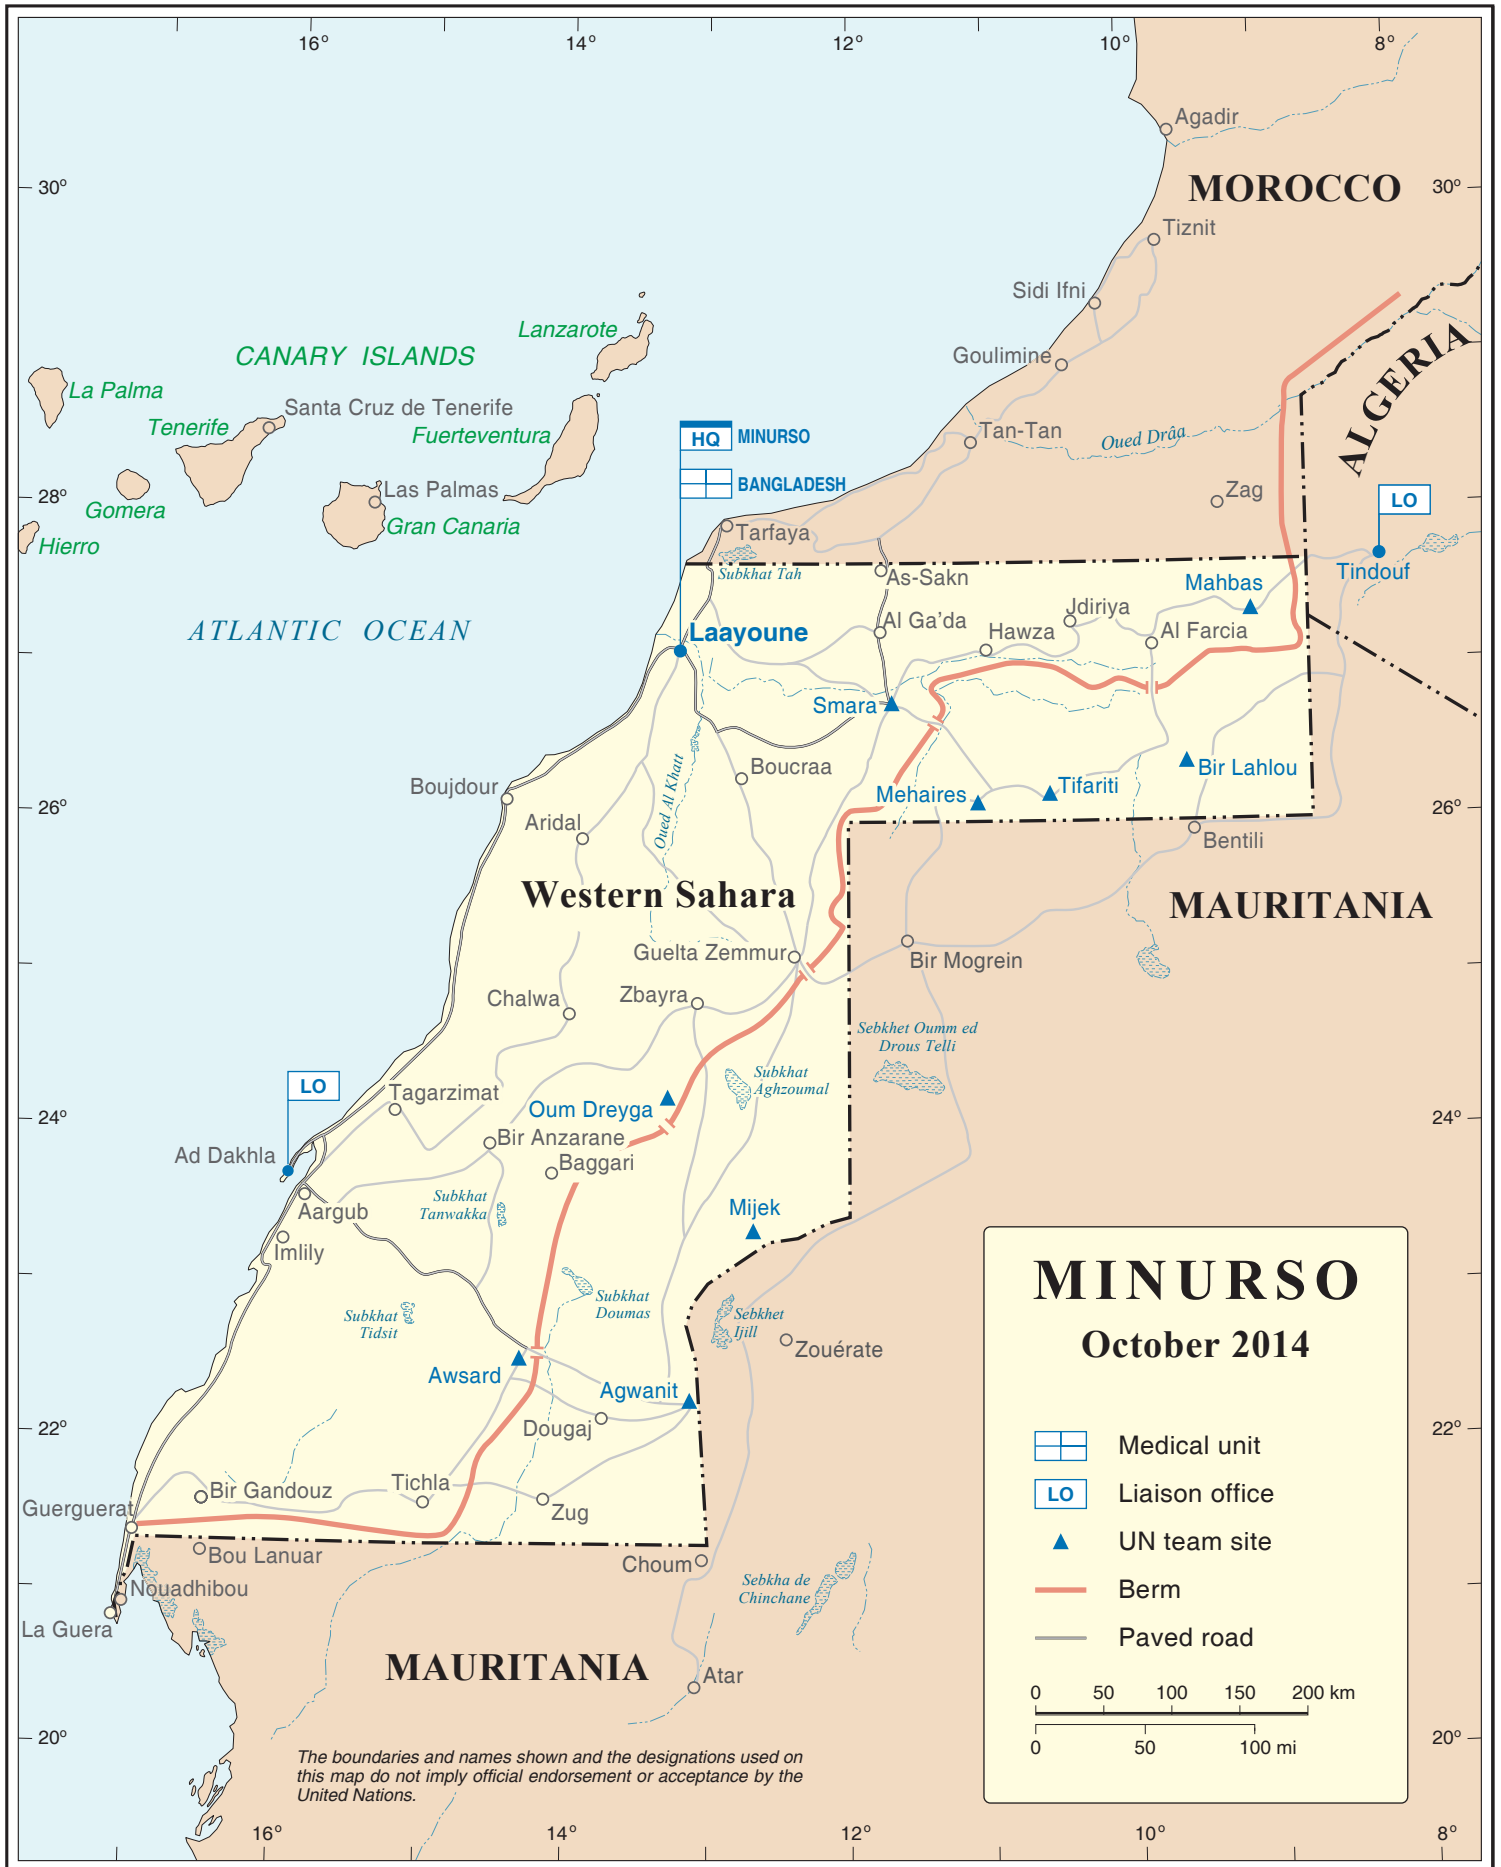 16° 14° 12° 10° 8°
Agadir
30° MOROCCO 30°
Tiznit
Sidi Ifni
Lanzarote
CANARY ISLANDS
Goulimine
ALGERIA
La Palma
Santa Cruz de Tenerife
Tenerife
Fuerteventura
HQ MINURSO
Tan-Tan
Oued Drâa
BANGLADESH
28°
Las Palmas
Zag
LO
Gomera
Gran Canaria
Hierro
Tarfaya
Subkhat Tah
As-Sakn
Mahbas
Tindouf
ATLANTIC OCEAN
Laayoune
Al Ga'da
Jdiriya
Hawza
Al Farcia
Smara
Boucraa
Bir Lahlou
Boujdour
Mehaires
Tifariti
26° 26°
Oued Al Khatt
Aridal
Bentili
Western Sahara
MAURITANIA
Guelta Zemmur
Bir Mogrein
Chalwa
Zbayra
Sebkhet Oumm ed
Drous Telli
LO
Subkhat
Aghzoumal
Tagarzimat
Oum Dreyga
24° 24°
Bir Anzarane
Ad Dakhla
Baggari
Subkhat
Tanwakka
Aargub
Mijek
Imlily
Subkhat
Doumas
Subkhat
Tidsit
Sebkhet
Ijill
Zouérate
Awsard
Agwanit
22° 22°
Dougaj
Tichla
Bir Gandouz
Guerguerat
Zug
Bou Lanuar
Choum
Nouadhibou
Sebkha de
Chinchane
La Guera
MAURITANIA
Atar
20° 20°
MINURSO
October 2014
Medical unit
LO Liaison office
UN team site
Berm
Paved road
0 50 100 150 200 km
0 50 100 mi
The boundaries and names shown and the designations used on
this map do not imply official endorsement or acceptance by the
United Nations.
16° 14° 12° 10° 8°